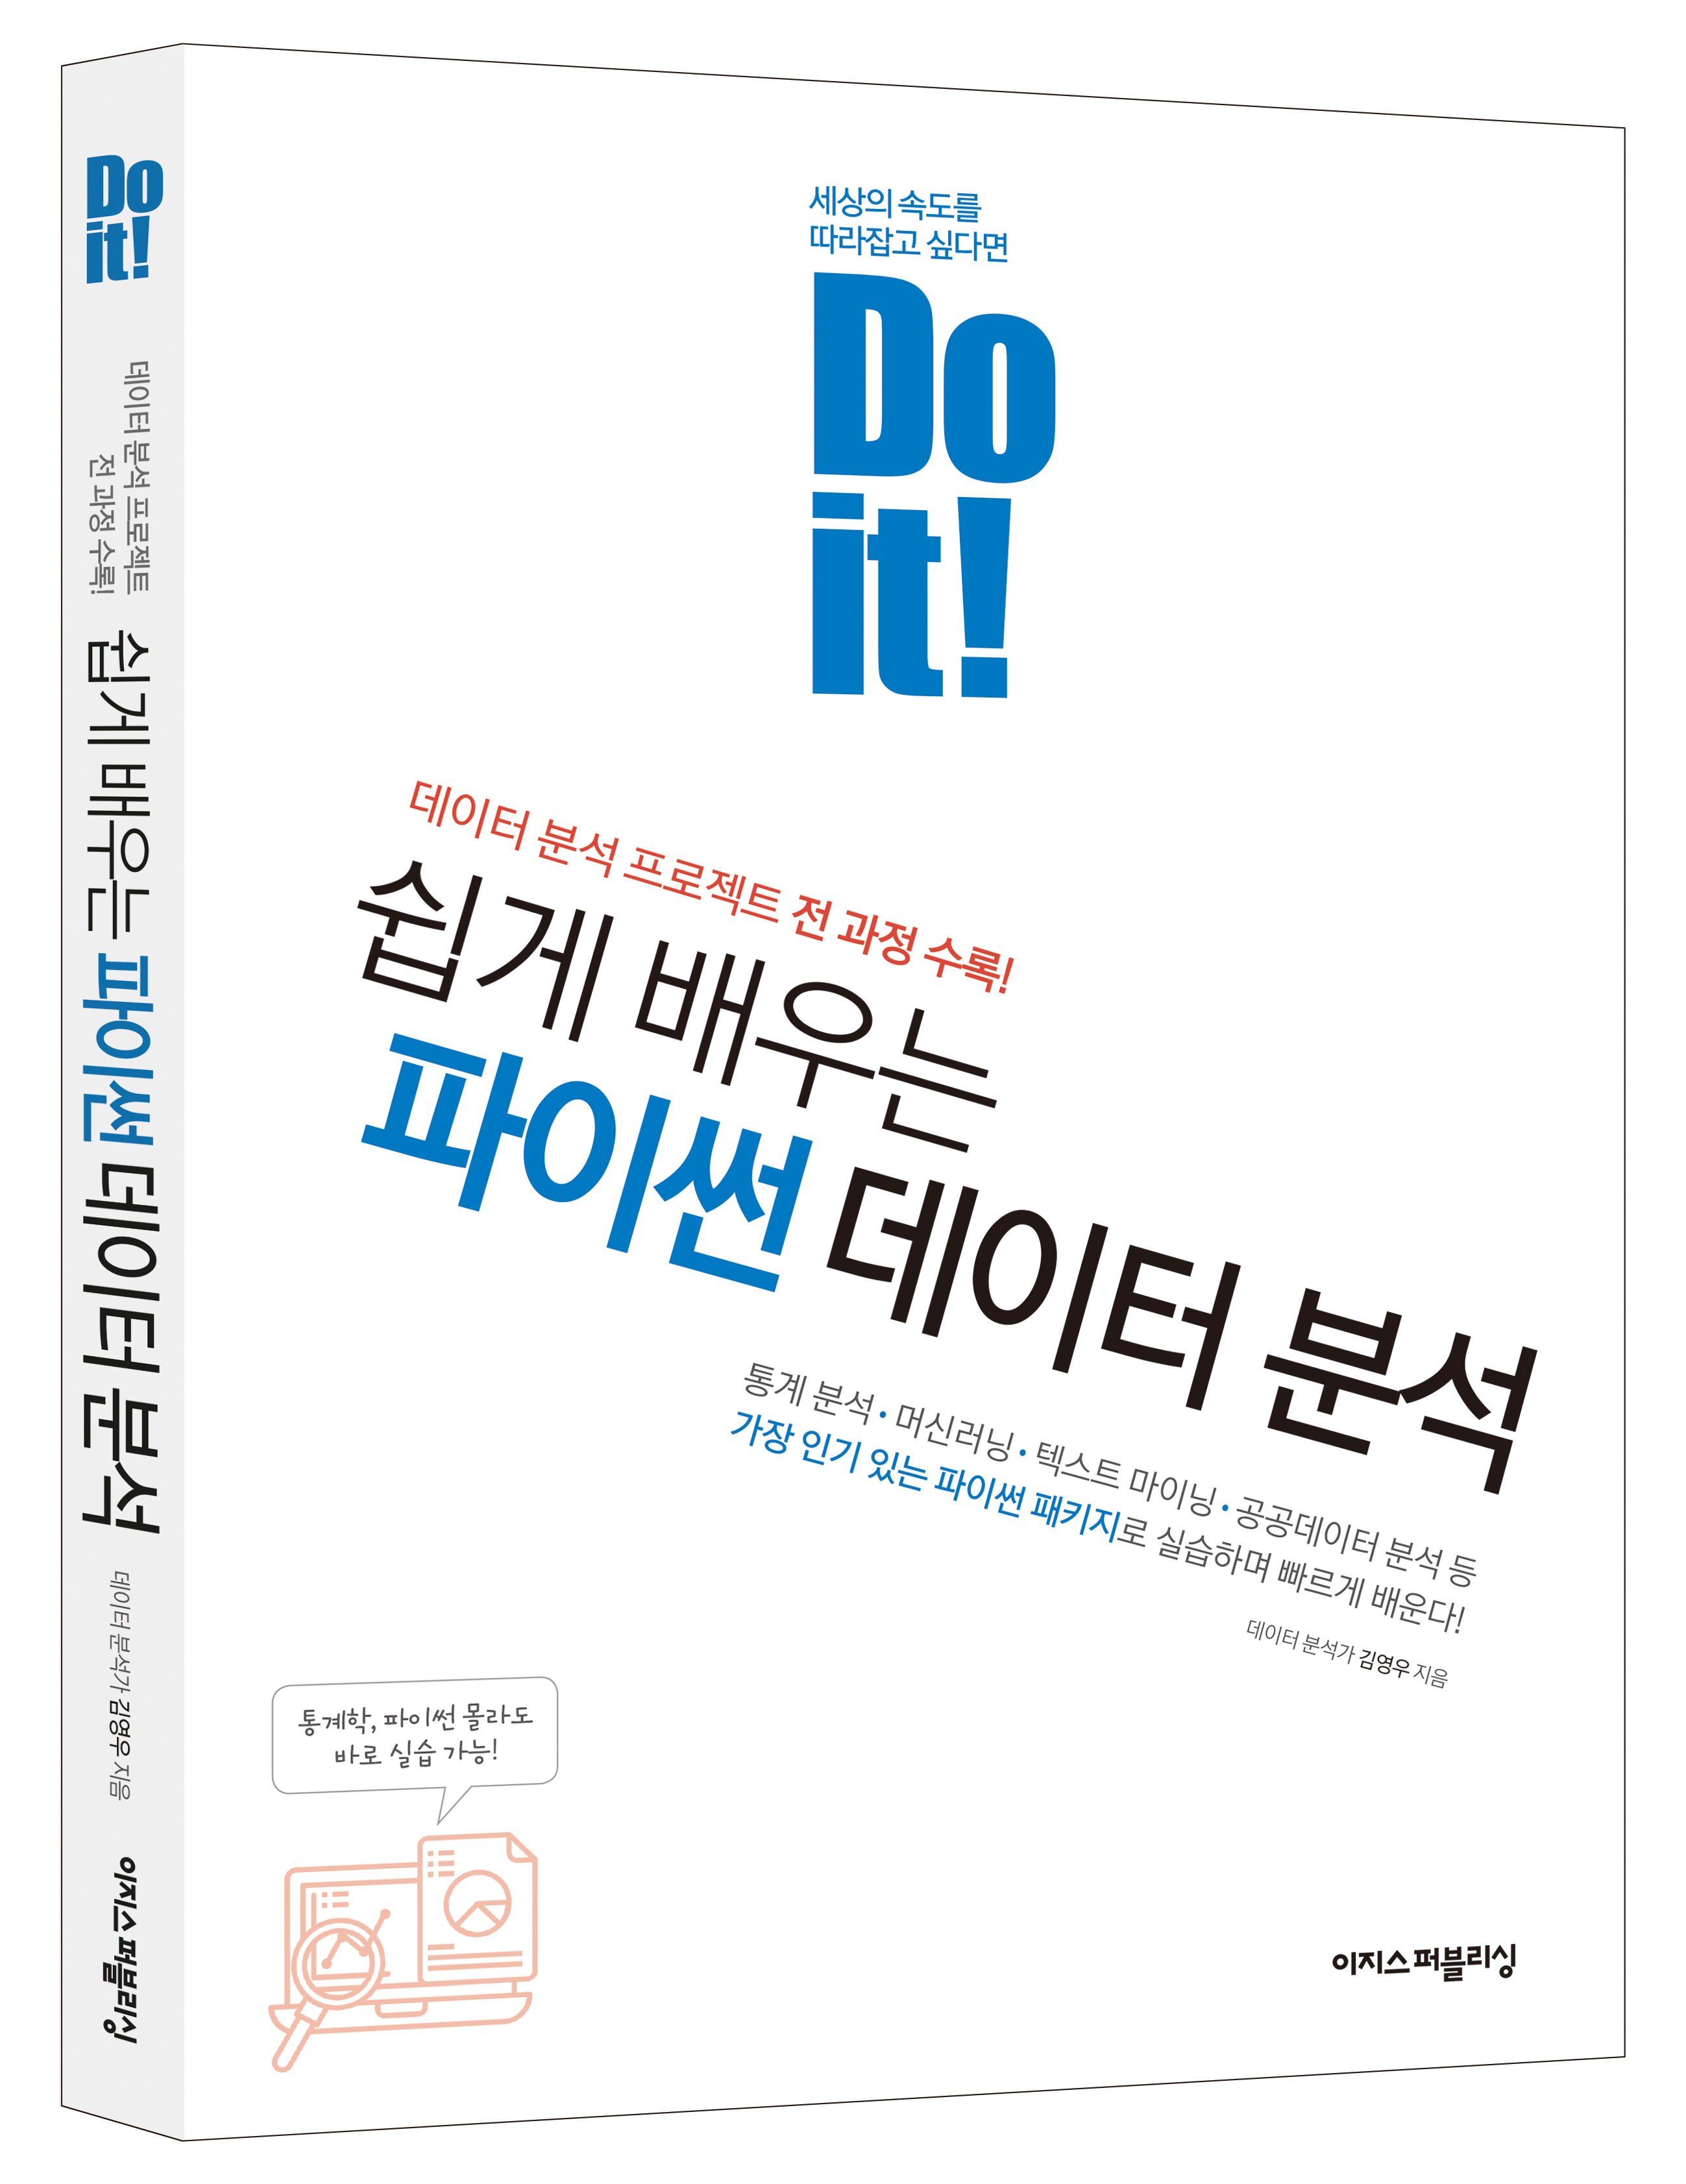 Do
it!
데이터 분석 프로젝트
전 과정 수록!
쉽게 배우는 파이썬 데이터 분석
데이터 분석가 김영우 지음
이지스 퍼블리싱
세상의 속도를
따라잡고 싶다면
Do
it!
데이터 분석 프로젝트 전 과정 수록!
쉽게 배우는
파이썬 데이터 분석
통계 분석 • 머신러닝 • 텍스트 마이닝 • 공공데이터 분석 등
가장 인기 있는 파이썬 패키지로 실습하며 빠르게 배운다!
데이터 분석가 김영우 지음
통계학, 파이썬 몰라도
바로 실습 가능!
이지스 퍼블리싱